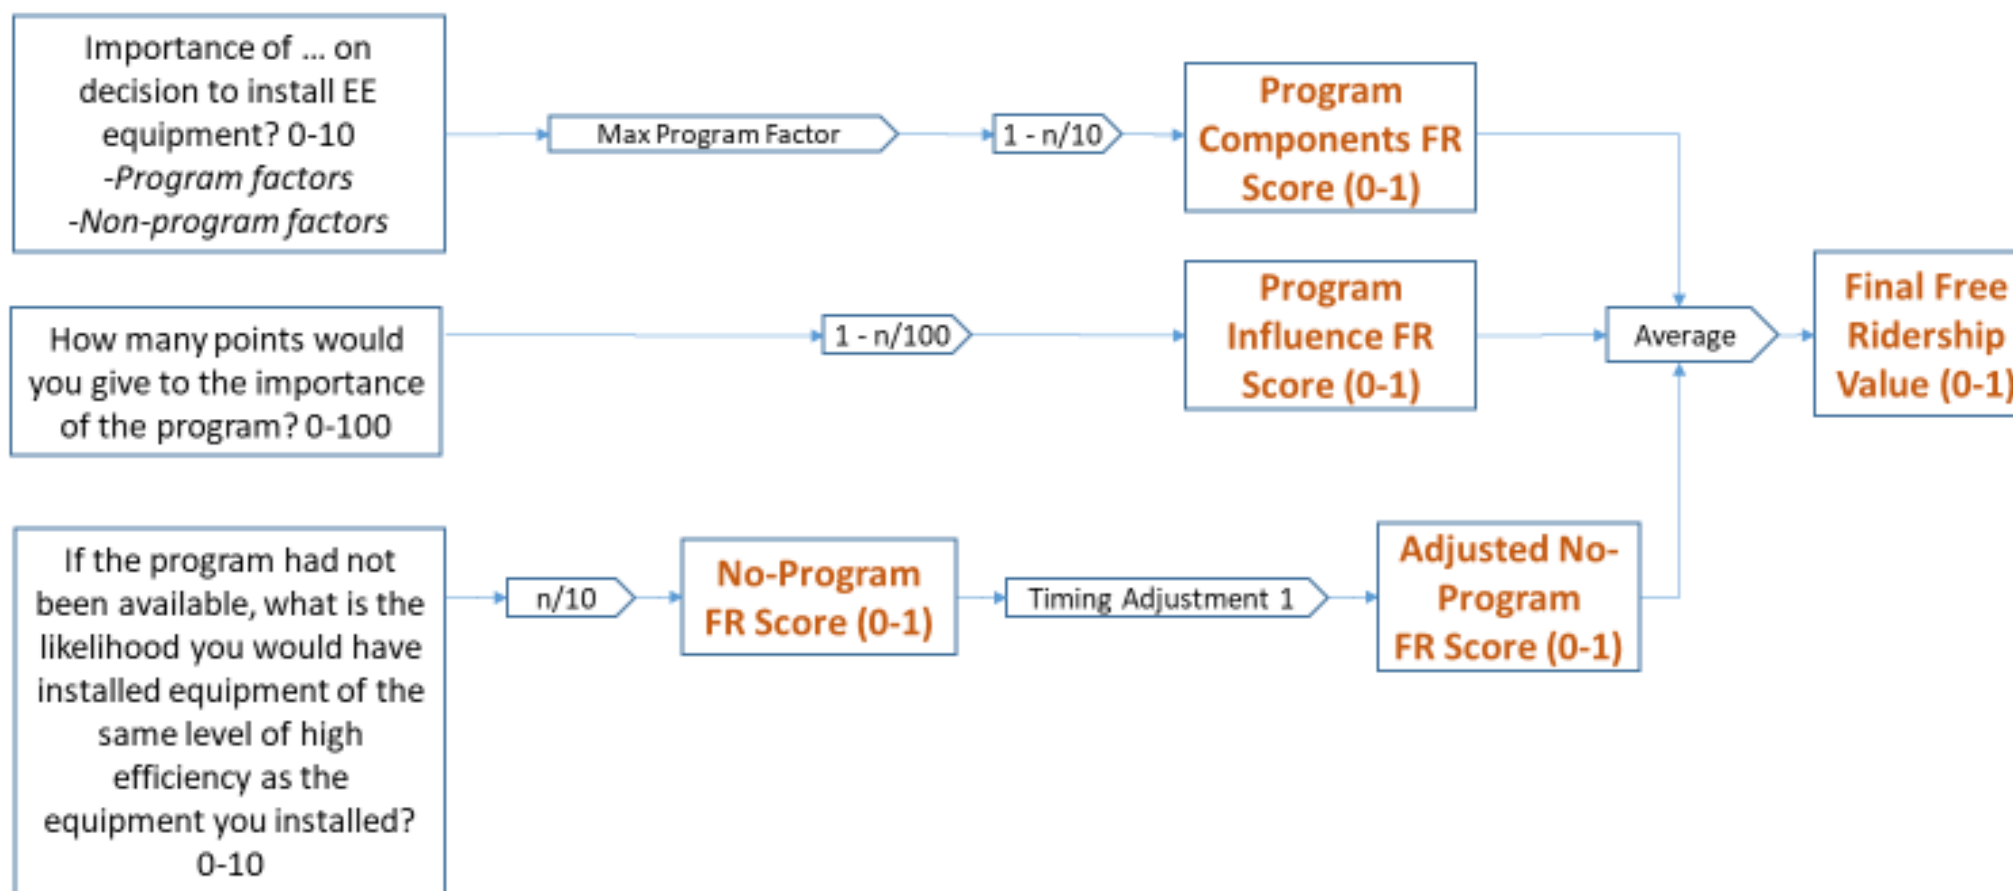 Importance of ... on
decision to install EE
equipment? 0-10
-Program factors
-Non-program factors
Max Program Factor
1 - n/10
Program
Components FR
Score (0-1)
How many points would
you give to the importance
of the program? 0-100
1 - n/100
Program
Influence FR
Score (0-1)
Average
Final Free
Ridership
Value (0-1)
If the program had not
been available, what is the
likelihood you would have
installed equipment of the
same level of high
efficiency as the
equipment you installed?
0-10
n/10
No-Program
FR Score (0-1)
Timing Adjustment 1
Adjusted No-
Program
FR Score (0-1)